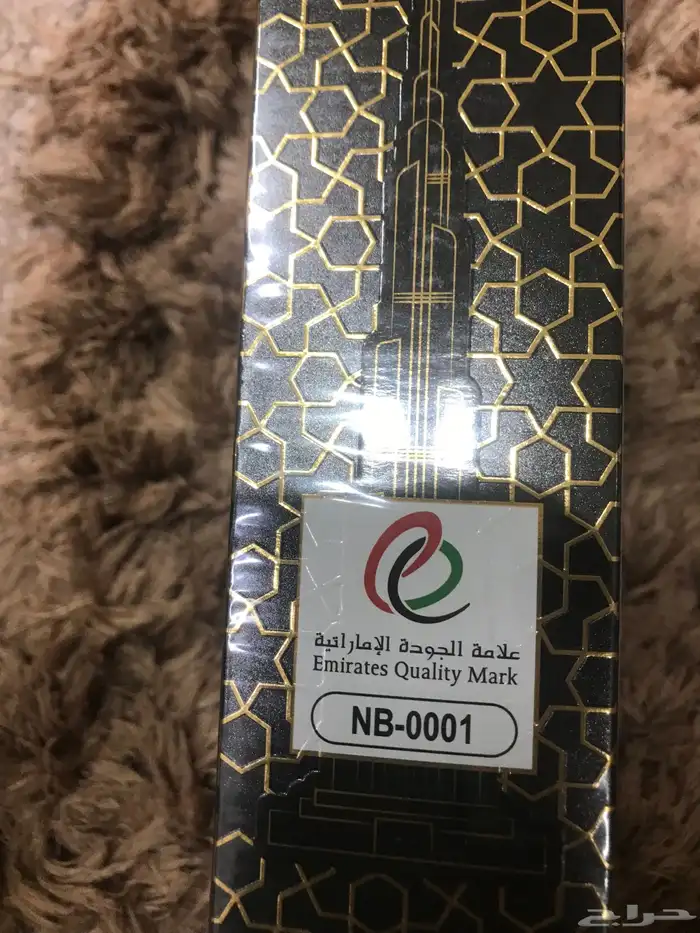 علامة الجودة الإماراتية
Emirates Quality Mark
NB-0001
حراج